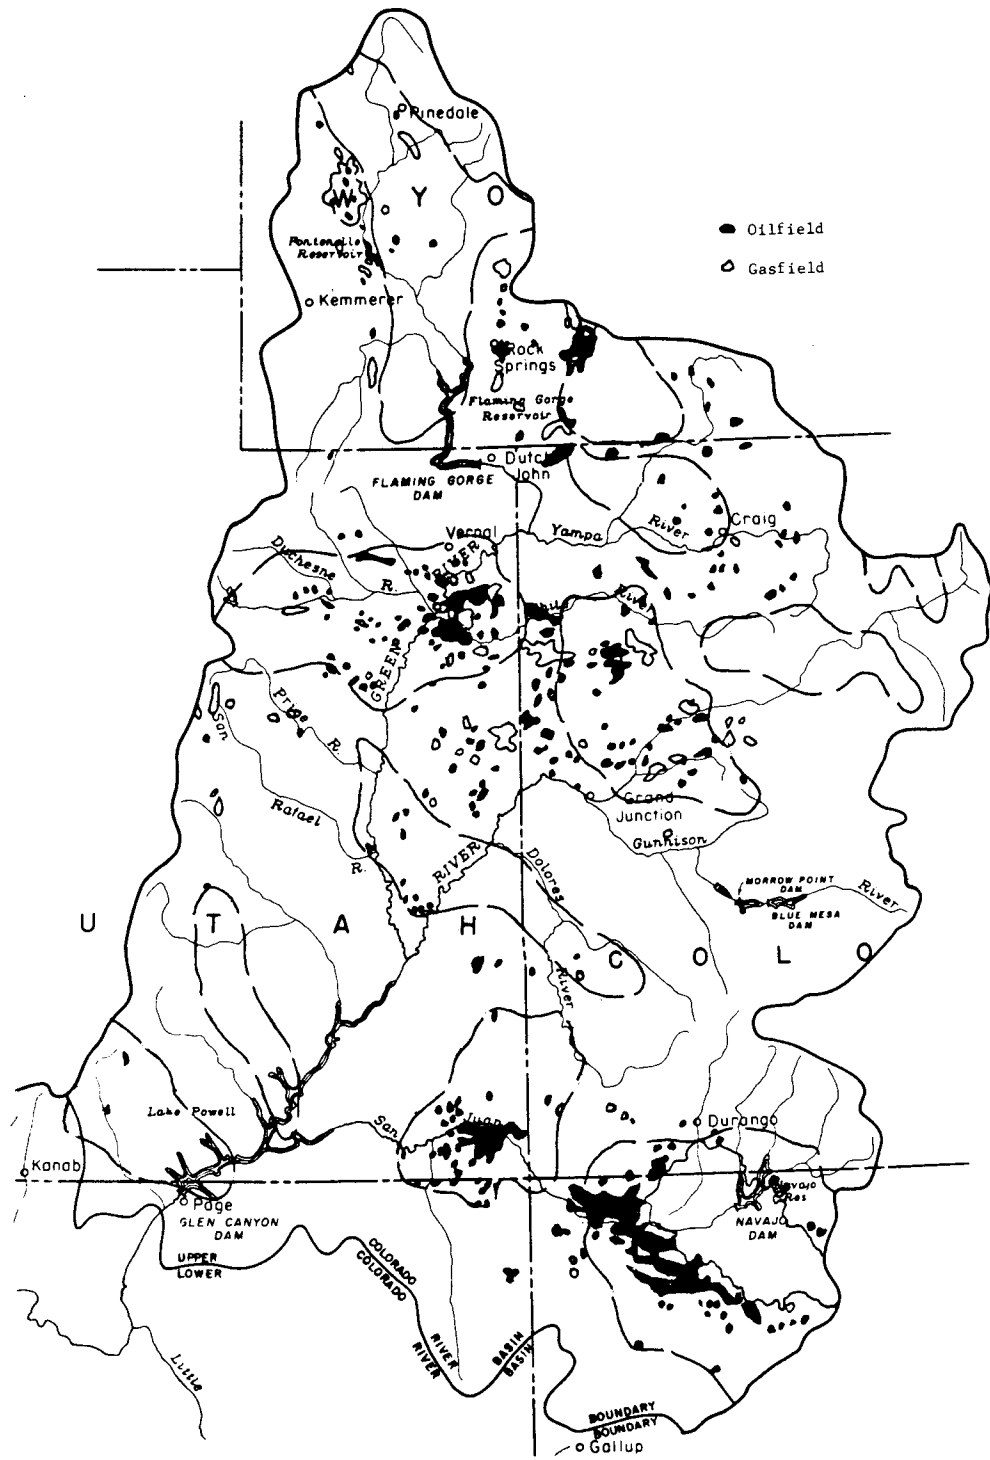 Pinedale
W
Y
O
Oilfield
Fontenelle
Reservoir
Gasfield
Kemmerer
Rock
Springs
Flaming Gorge
Reservoir
Dutch
John
FLAMING GORGE
DAM
Craig
Vernal
Yampa
River
Duchesne
R.
RIVER
River
GREEN
Price
R.
San
Rafael
R.
Grand
Junction
Gunnison
RIVER
Dolores
River
MORROW POINT
DAM
River
BLUE MESA
DAM
U
T
A
H
C
O
L
O
Lake Powell
San
Juan
Durango
Kanab
Page
Navajo
Res
GLEN CANYON
DAM
NAVAJO
DAM
UPPER
LOWER
COLORADO
COLORADO
RIVER
RIVER
BASIN
BASIN
BOUNDARY
BOUNDARY
Little
Gallup